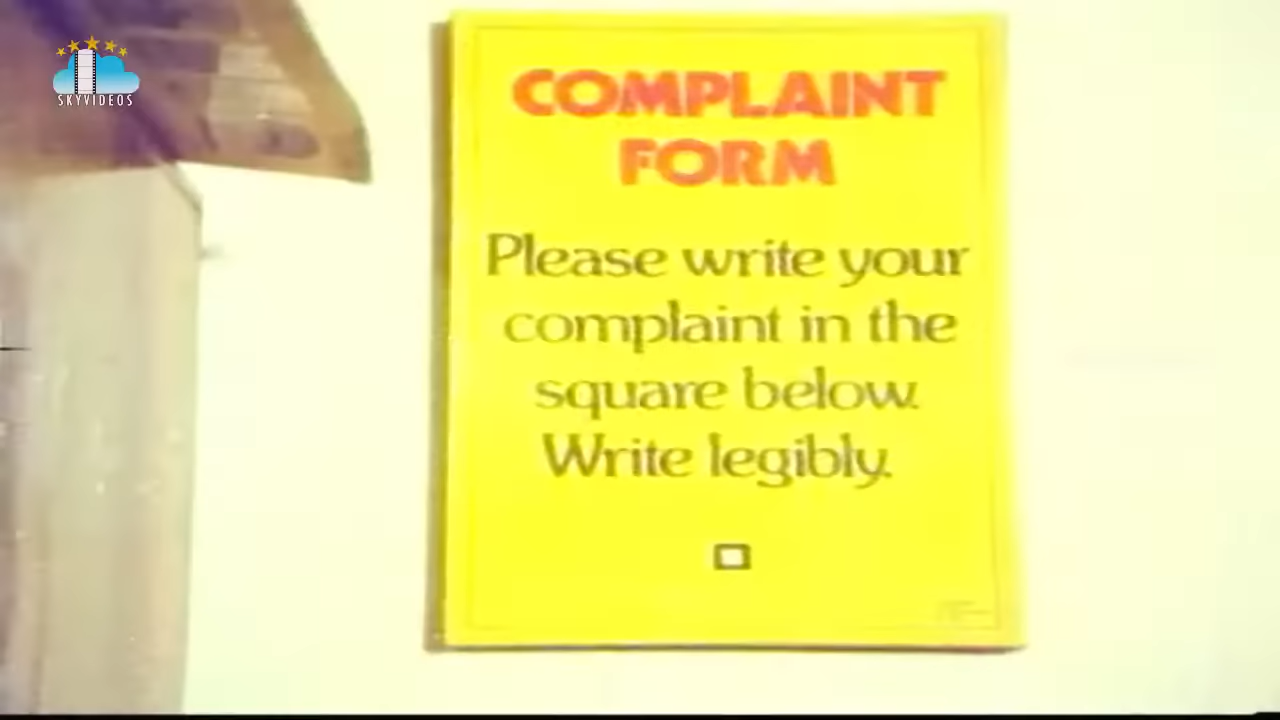 SKYVIDEOS
COMPLAINT
FORM
Please write your
complaint in the
square below.
Write legibly.